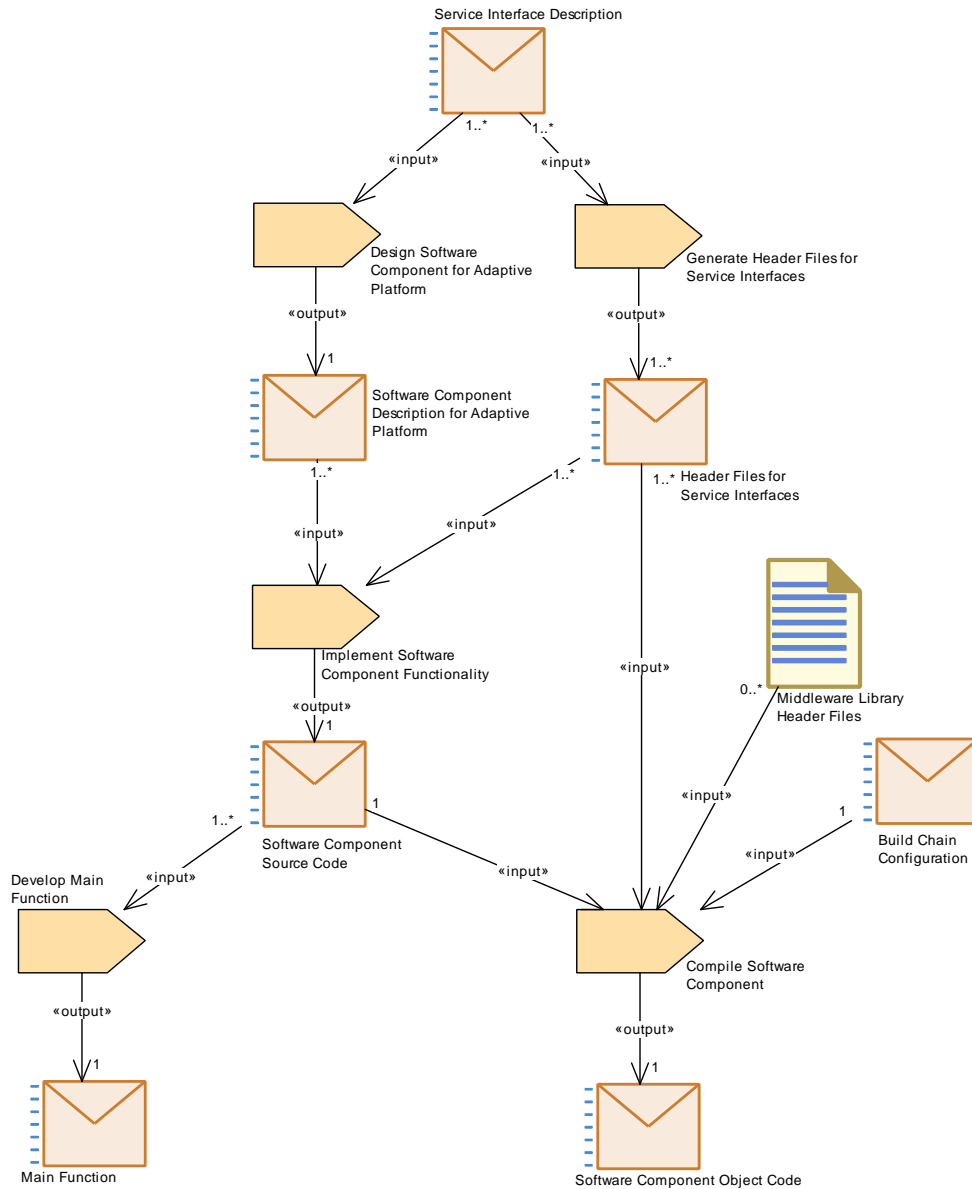 Service Interface Description
1..*
1..*
«input»
«input»
Design Software
Component for Adaptive
Platform
Generate Header Files for
Service Interfaces
«output»
«output»
1
1..*
Software Component
Description for Adaptive
Platform
1..*
1..*
1..*
Header Files for
Service Interfaces
«input»
«input»
Implement Software
Component Functionality
«input»
0..*
Middleware Library
Header Files
«output»
1
1..*
1
«input»
1
Software Component
Source Code
Build Chain
Configuration
Develop Main
Function
«input»
«input»
«input»
Compile Software
Component
«output»
«output»
1
1
Main Function
Software Component Object Code